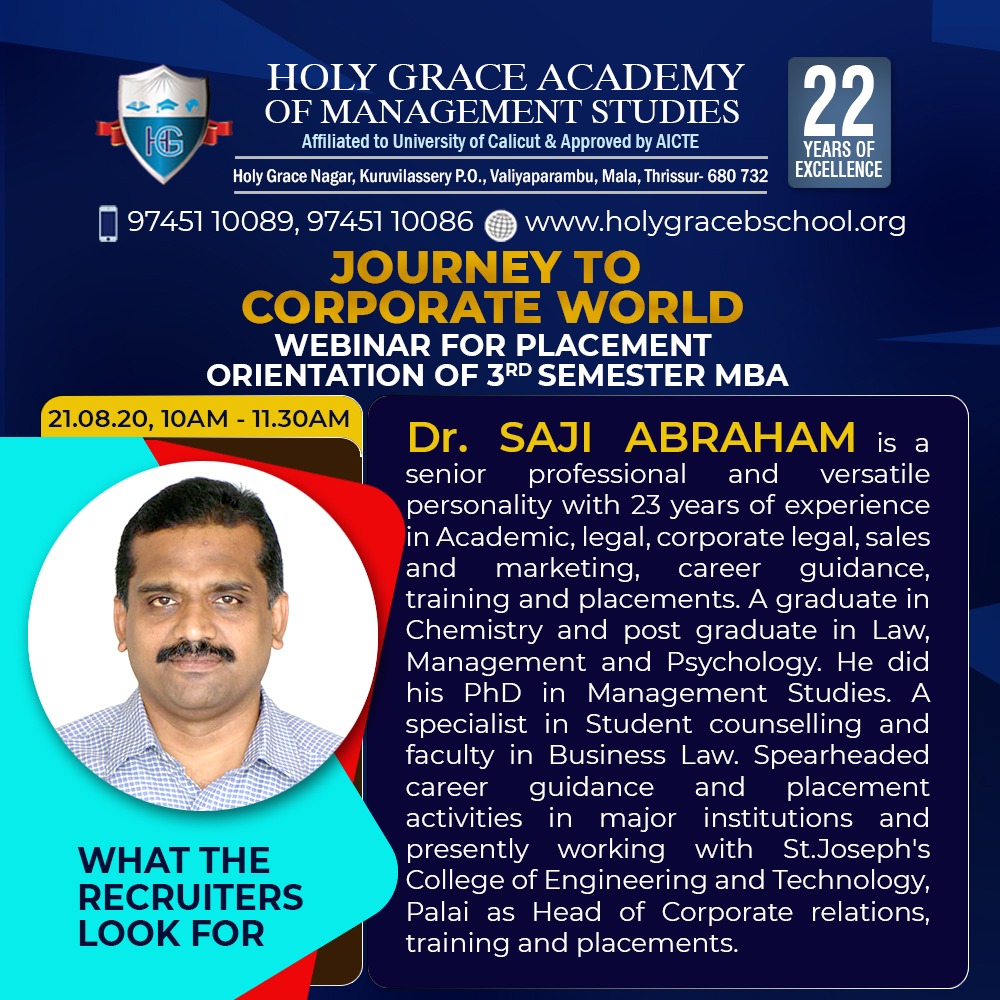 HG
HOLY GRACE ACADEMY
OF MANAGEMENT STUDIES
Affiliated to University of Calicut & Approved by AICTE
Holy Grace Nagar, Kuruvilassery P.O., Valiyaparambu, Mala, Thrissur- 680 732
22
YEARS OF
EXCELLENCE
97451 10089, 97451 10086 www.holygracebschool.org
JOURNEY TO
CORPORATE WORLD
WEBINAR FOR PLACEMENT
ORIENTATION OF 3RD SEMESTER MBA
21.08.20, 10AM - 11.30AM
Dr. SAJI ABRAHAM is a
senior professional and versatile
personality with 23 years of experience
in Academic, legal, corporate legal, sales
and marketing, career guidance,
training and placements. A graduate in
Chemistry and post graduate in Law,
Management and Psychology. He did
his PhD in Management Studies. A
specialist in Student counselling and
faculty in Business Law. Spearheaded
career guidance and placement
activities in major institutions and
presently working with St.Joseph's
College of Engineering and Technology,
Palai as Head of Corporate relations,
training and placements.
WHAT THE
RECRUITERS
LOOK FOR